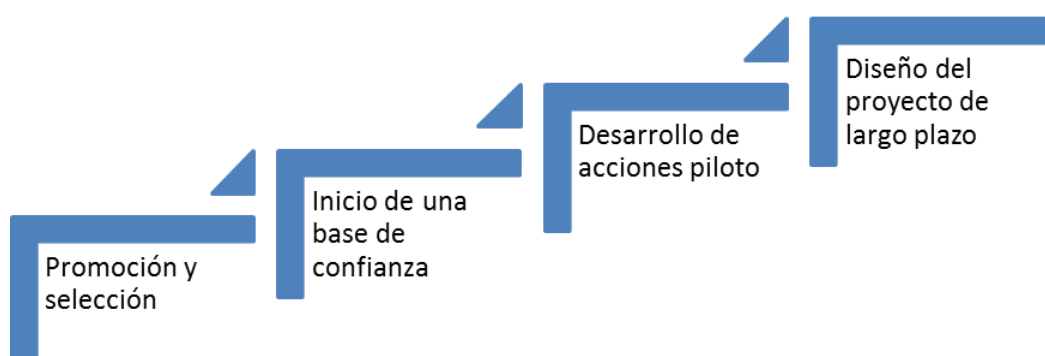 Promoción y
selección
Inicio de una
base de
confianza
Desarrollo de
acciones piloto
Diseño del
proyecto de
largo plazo